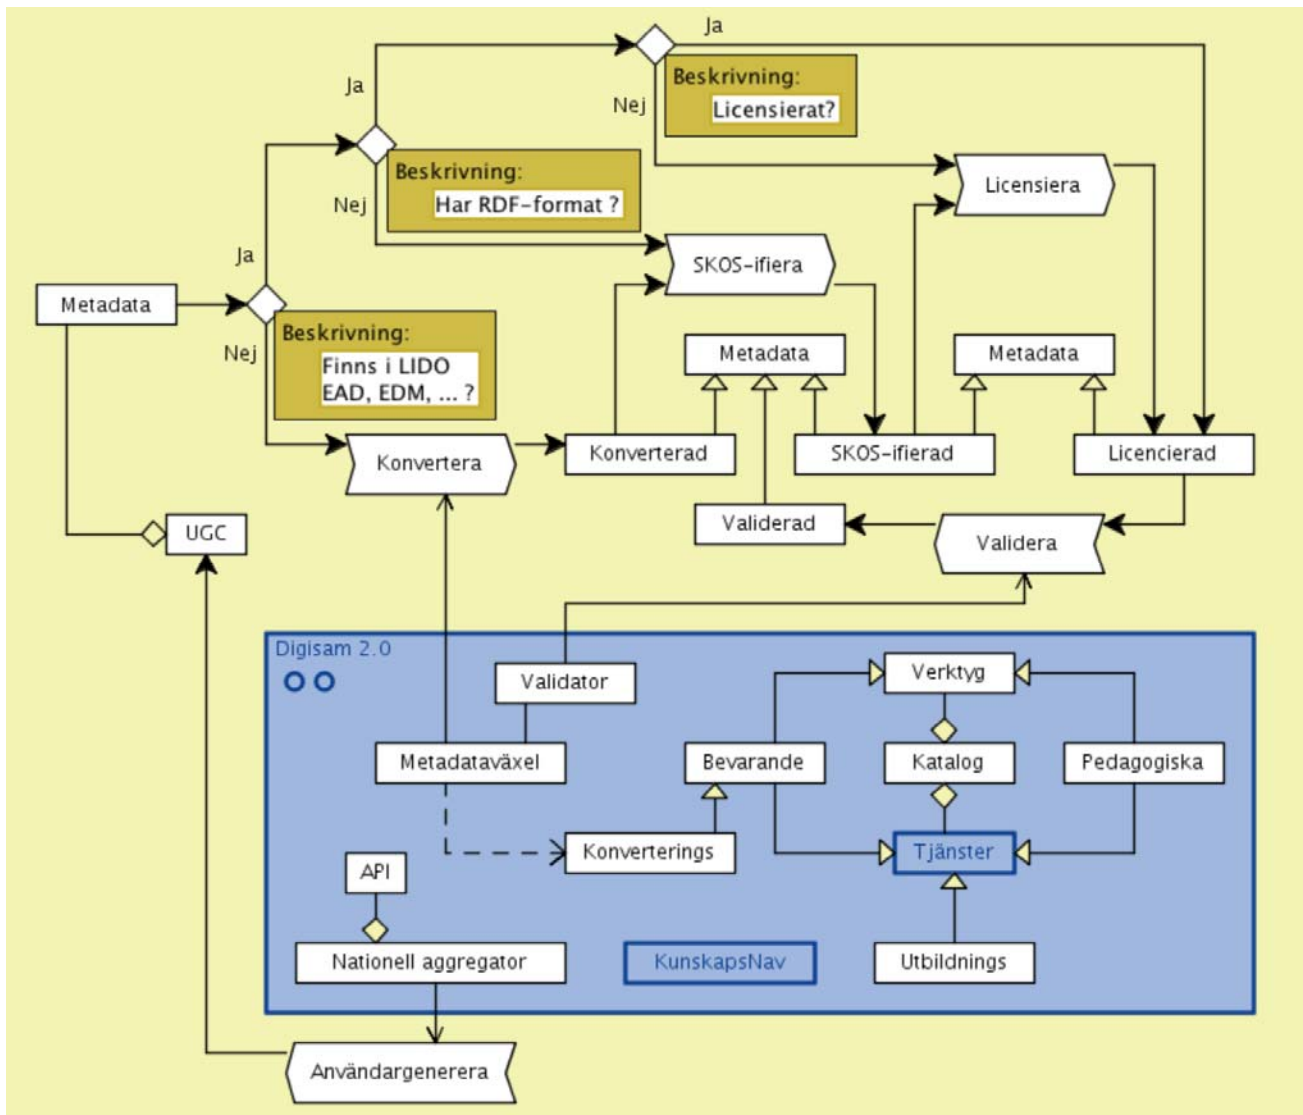 Ja
Beskrivning:
Licensierat?
Nej
Ja
Beskrivning:
Har RDF-format ?
Nej
Licensiera
Ja
SKOS-ifiera
Metadata
Beskrivning:
Finns i LIDO
EAD, EDM, ... ?
Nej
Metadata
Metadata
Konvertera
Konverterad
SKOS-ifierad
Licencierad
UGC
Validerad
Validera
Digisam 2.0
Validator
Verktyg
Metadataväxel
Bevarande
Katalog
Pedagogiska
Konverterings
Tjänster
API
Nationell aggregator
KunskapsNav
Utbildnings
Användargenerera